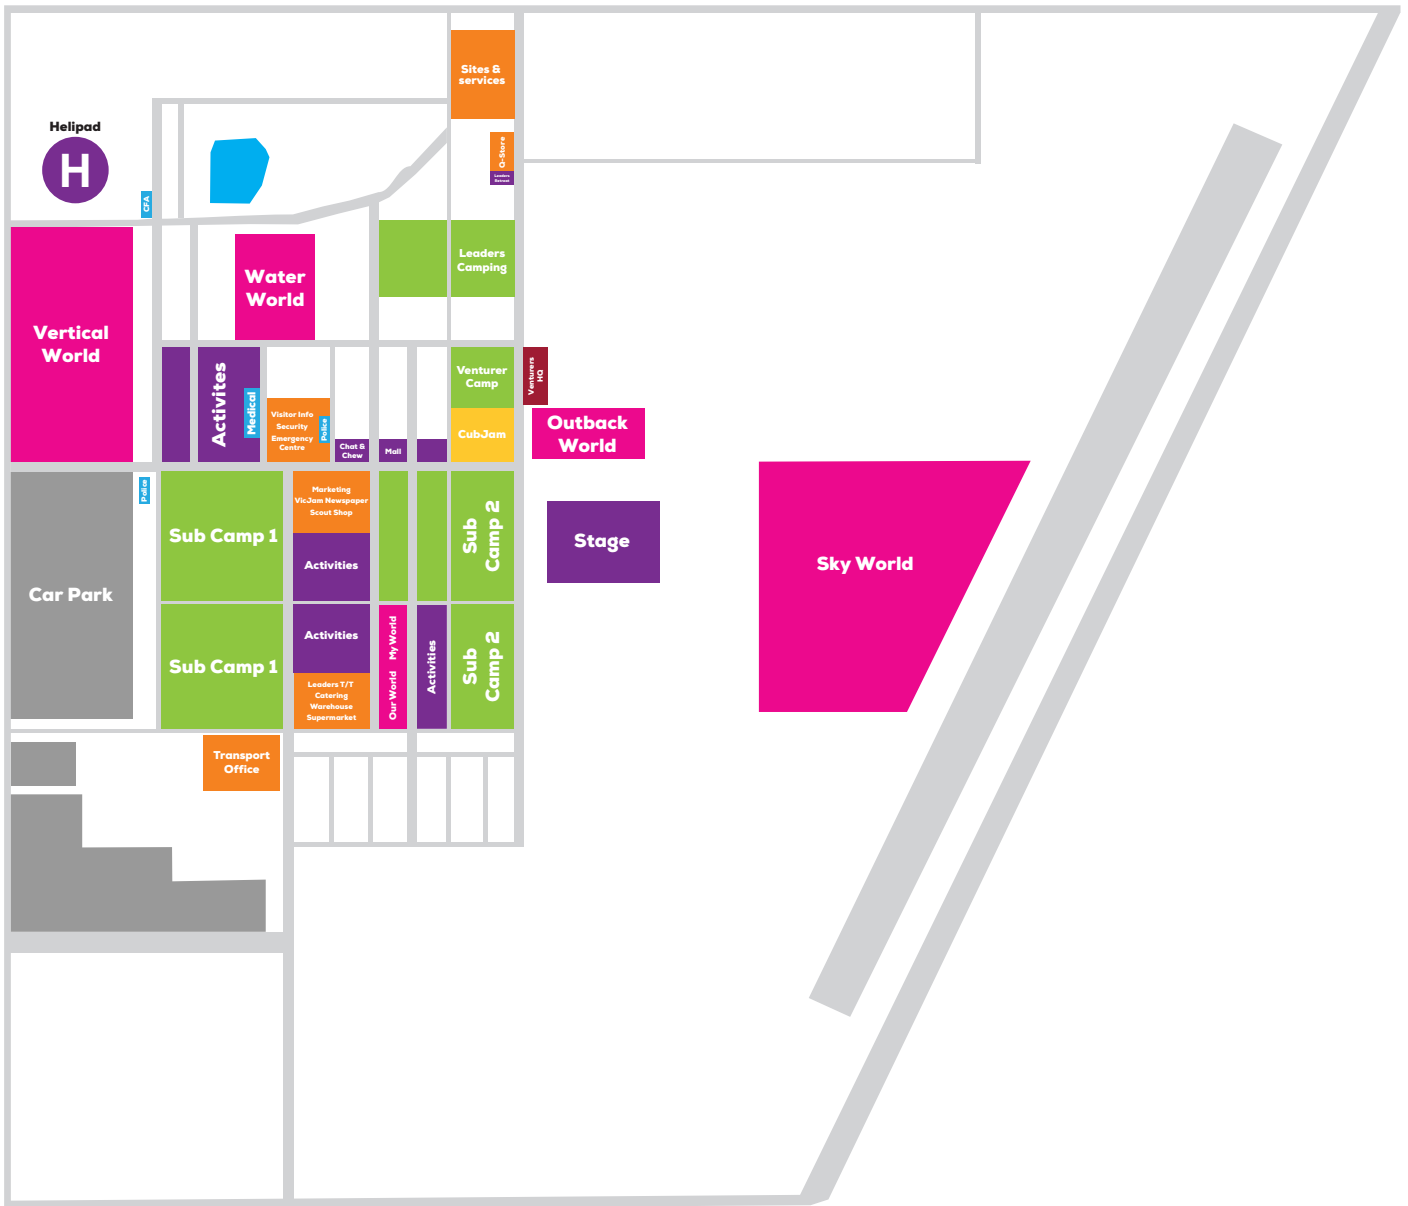 Sites &
services
Helipad
H
Q-Store
Leaders
Retreat
CFA
Leaders
Camping
Water
World
Vertical
World
Activites
Medical
Venturer
Camp
Venturers
HQ
Visitor Info
Security
Emergency
Centre
Police
Chat &
Chew
Mall
CubJam
Outback
World
Police
Sub Camp 1
Marketing
VicJam Newspaper
Scout Shop
Activities
Sub
Camp 2
Stage
Sky World
Car Park
Sub Camp 1
Activities
Leaders T/T
Catering
Warehouse
Supermarket
Our World
My World
Activities
Sub
Camp 2
Transport
Office